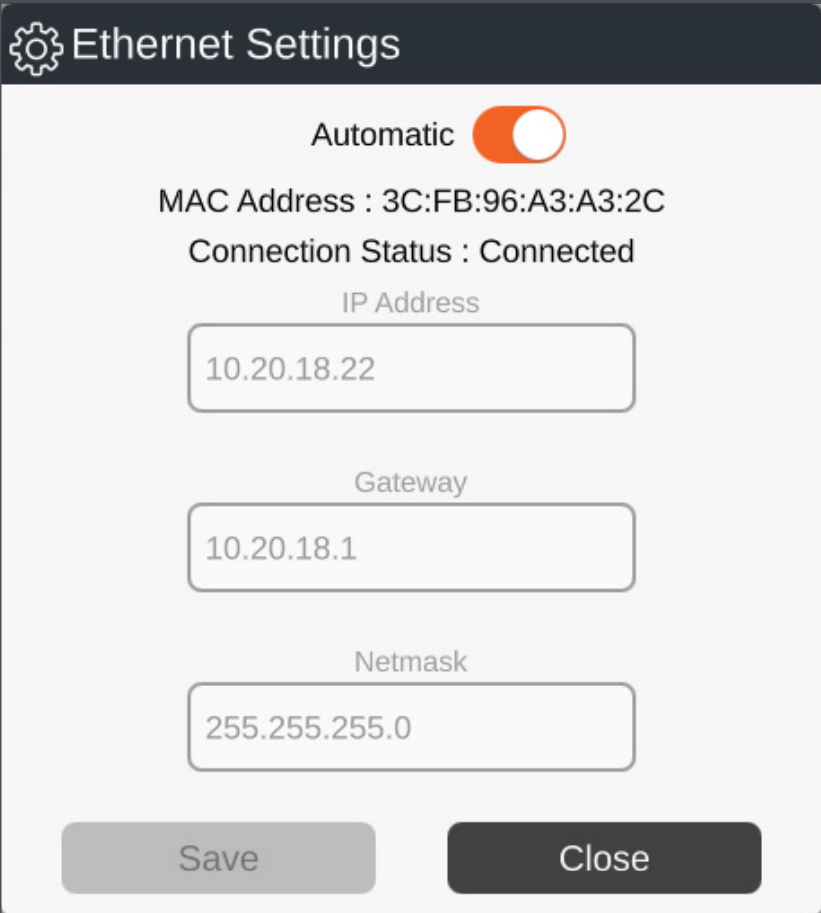 Ethernet Settings
Automatic
MAC Address : 3C:FB:96:A3:A3:2C
Connection Status : Connected
IP Address
10.20.18.22
Gateway
10.20.18.1
Netmask
255.255.255.0
Save Close